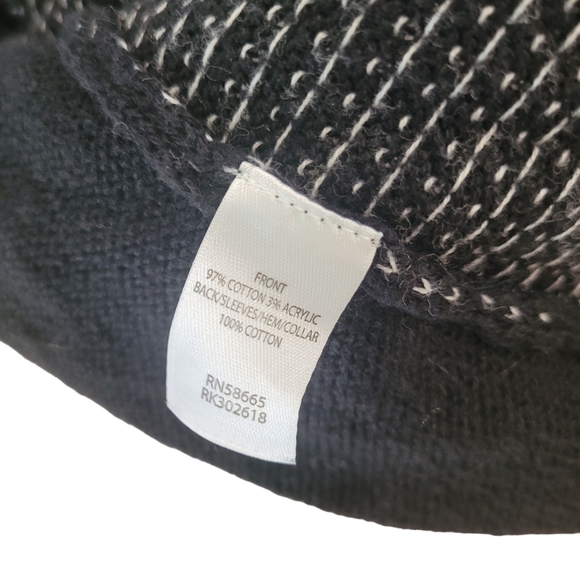 FRONT
97% COTTON 3% ACRYLIC
BACK/SLEEVES/HEM/COLLAR
100% COTTON
RN58665
RK302618